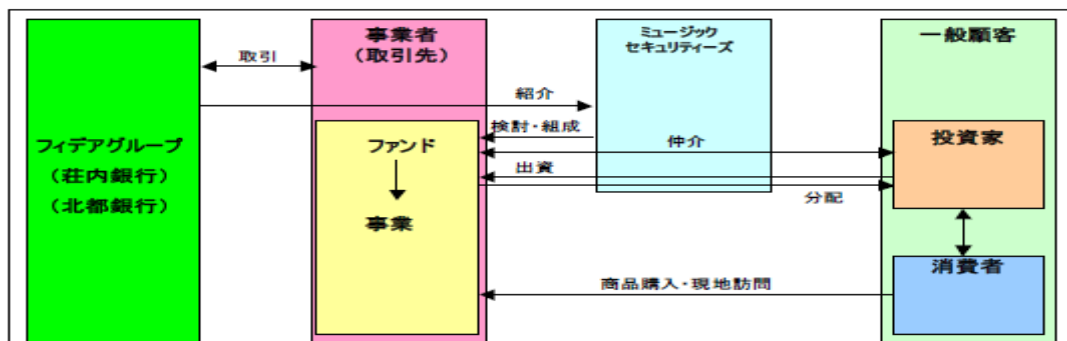 フィデアグループ
（荘内銀行）
（北都銀行）
取引
事業者
（取引先）
ファンド
事業
ミュージック
セキュリティーズ
紹介
検討・組成
仲介
出資
分配
商品購入・現地訪問
一般顧客
投資家
消費者